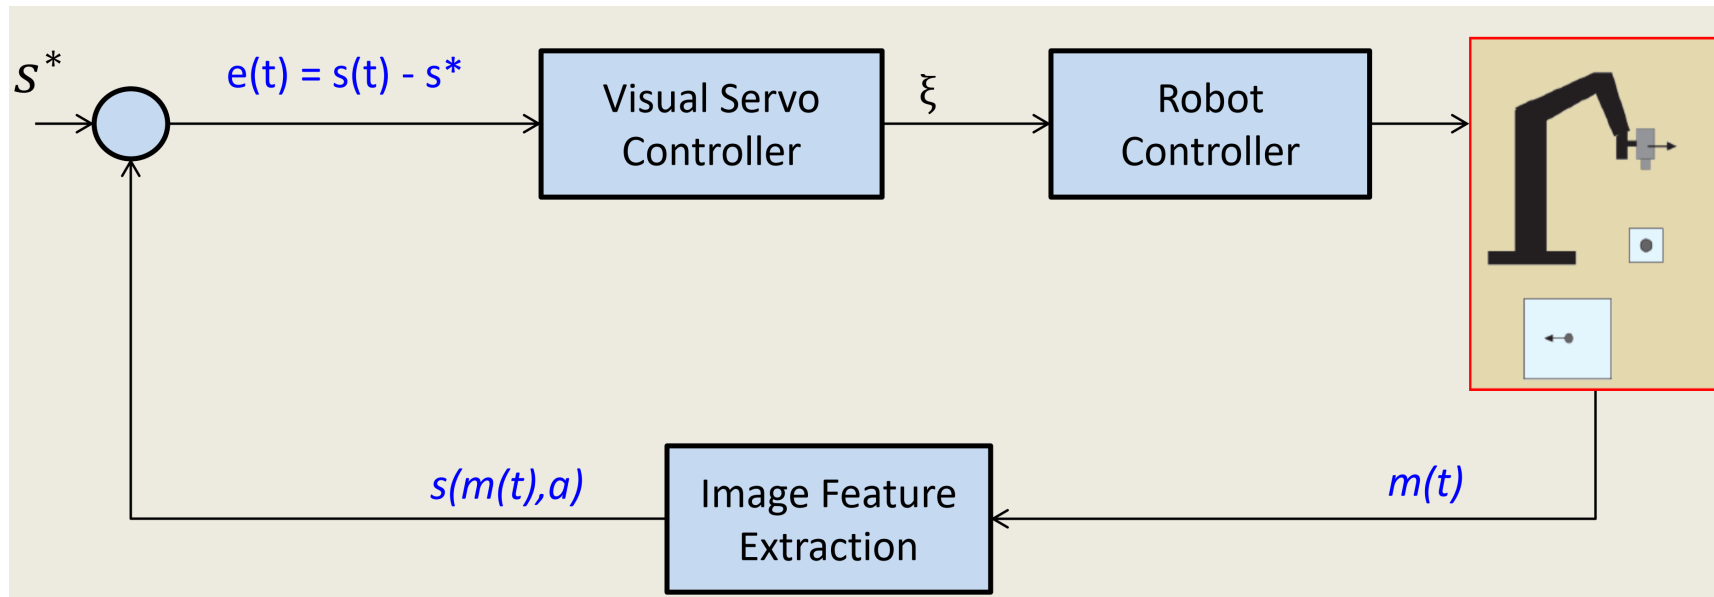 s*
e(t) = s(t) - s*
Visual Servo
Controller
ξ
Robot
Controller
s(m(t),a)
Image Feature
Extraction
m(t)